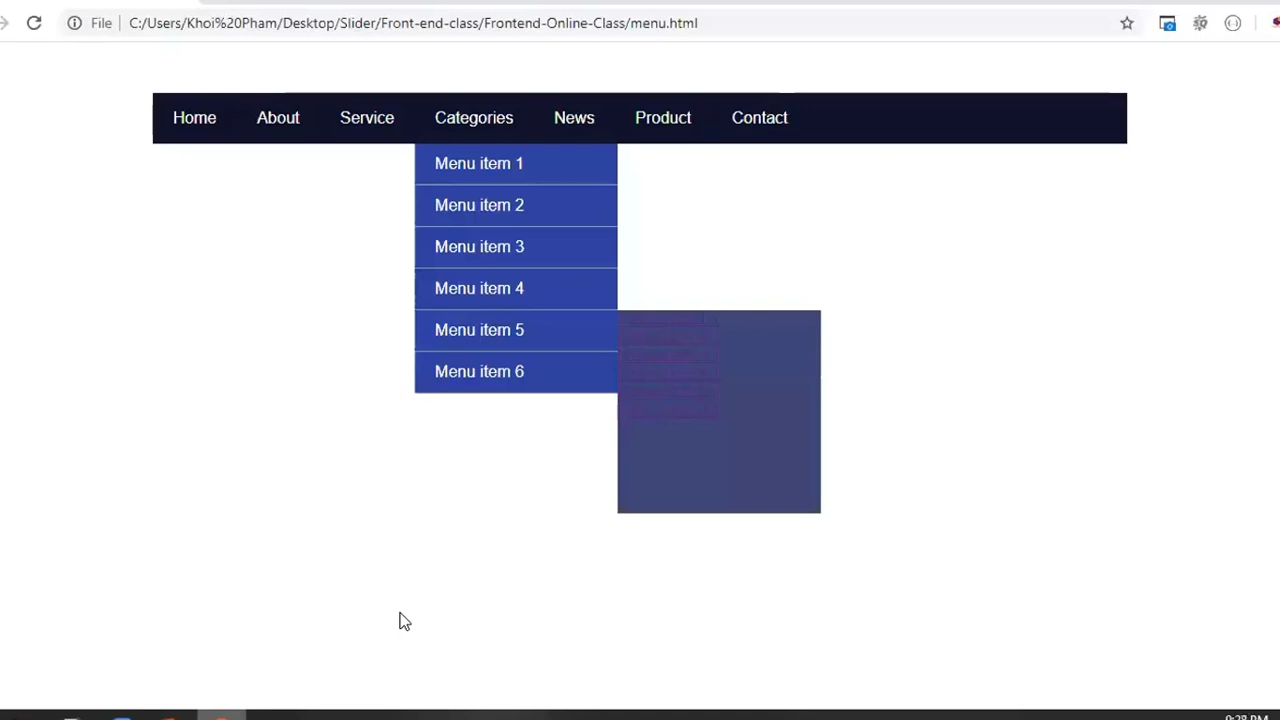 File C:/Users/Khoi%20Pham/Desktop/Slider/Front-end-class/Frontend-Online-Class/menu.html
Home About Service Categories News Product Contact
Menu item 1
Menu item 2
Menu item 3
Menu item 4
Menu item 5
Menu item 6